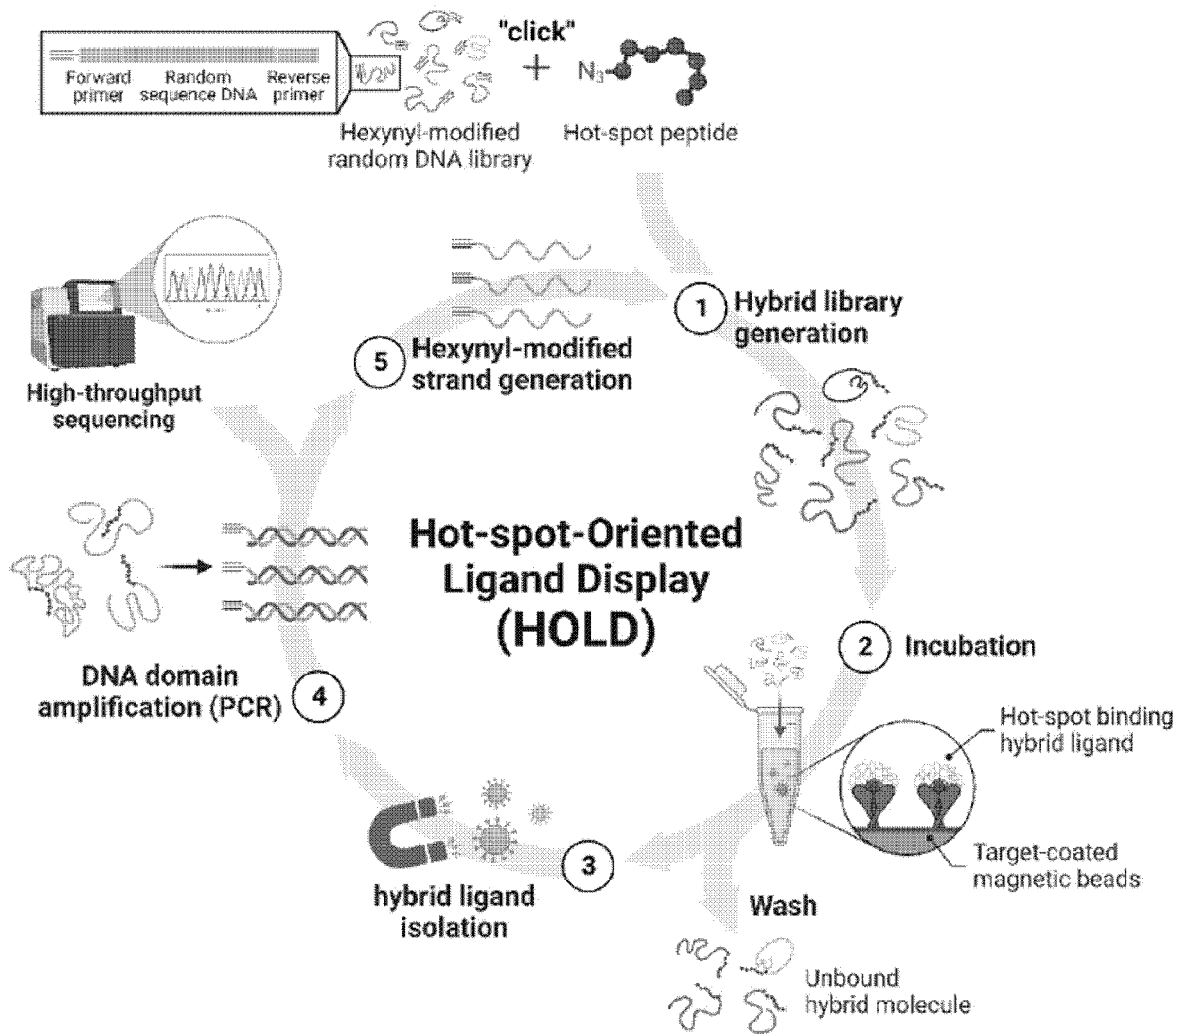 "click"
+
N3
Forward
primer
Random
sequence DNA
Reverse
primer
Hexynyl-modified
random DNA library
Hot-spot peptide
1
Hybrid library
generation
5
Hexynyl-modified
strand generation
High-throughput
sequencing
Hot-spot-Oriented
Ligand Display
(HOLD)
2
Incubation
DNA domain
amplification (PCR)
4
Hot-spot binding
hybrid ligand
3
hybrid ligand
isolation
Target-coated
magnetic beads
Wash
Unbound
hybrid molecule